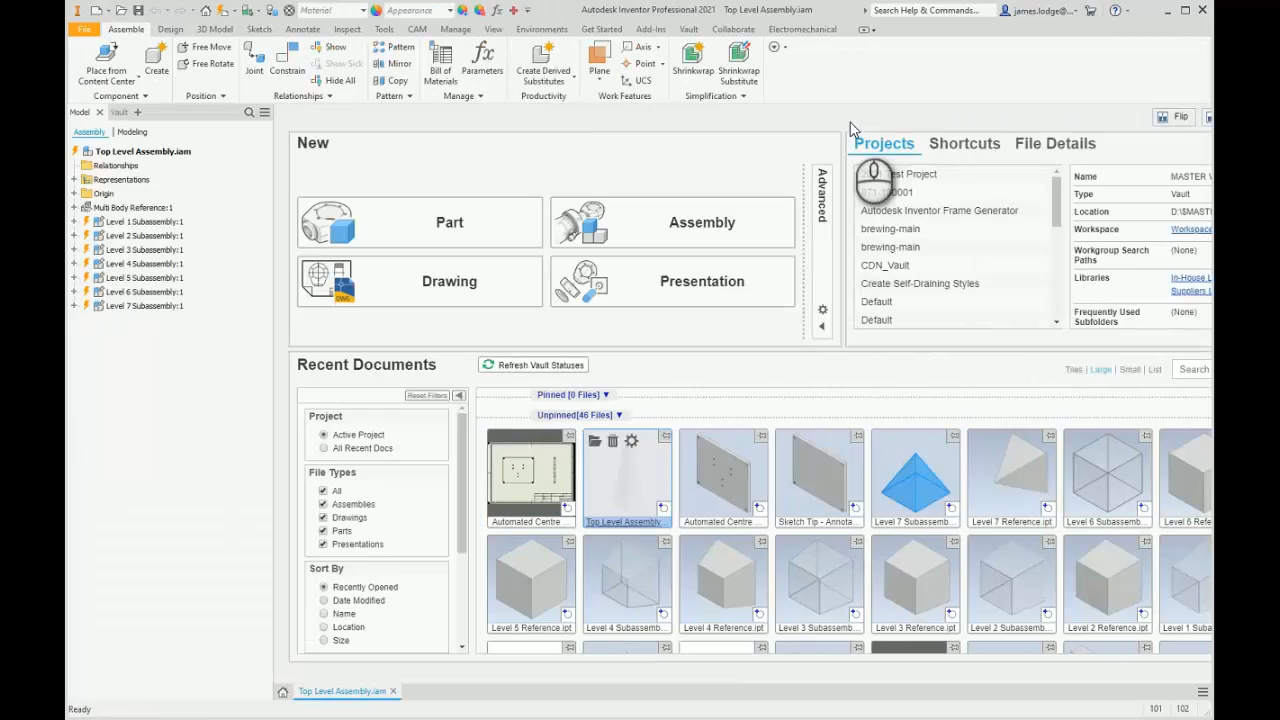 Material
Appearance
Autodesk Inventor Professional 2021 Top Level Assembly.iam
Search Help & Commands...
james.lodge@...
File Assemble Design 3D Model Sketch Annotate Inspect Tools CAM Manage View Environments Get Started Add-Ins Vault Collaborate Electromechanical
Place from
Content Center
Create
Free Move
Free Rotate
Joint
Constrain
Show
Show Sick
Hide All
Pattern
Mirror
Copy
Bill of
Materials
Parameters
Create Derived
Substitutes
Plane
Axis
Point
UCS
Shrinkwrap
Shrinkwrap
Substitute
Component
Position
Relationships
Pattern
Manage
Productivity
Work Features
Simplification
Model
Vault
Assembly
Modeling
Top Level Assembly.iam
Relationships
Representations
Origin
Multi Body Reference:1
Level 1 Subassembly:1
Level 2 Subassembly:1
Level 3 Subassembly:1
Level 4 Subassembly:1
Level 5 Subassembly:1
Level 6 Subassembly:1
Level 7 Subassembly:1
Flip
New
Part
Assembly
Drawing
DWG
Presentation
Advanced
Projects Shortcuts File Details
est Project
0001
Autodesk Inventor Frame Generator
brewing-main
brewing-main
CDN_Vault
Create Self-Draining Styles
Default
Default
Name MASTER V
Type Vault
Location D:\$MAST
Workspace Workspace
Workgroup Search
Paths
(None)
Libraries In-House L
Suppliers L
Frequently Used
Subfolders
(None)
Recent Documents
Refresh Vault Statuses
Tiles | Large | Small | List
Search
Reset Filters
Project
Active Project
All Recent Docs
File Types
All
Assemblies
Drawings
Parts
Presentations
Sort By
Recently Opened
Date Modified
Name
Location
Size
Pinned [0 Files]
Unpinned[46 Files]
Automated Centre ...
Top Level Assembly.
Automated Centre ...
Sketch Tip - Annota...
Level 7 Subassemb...
Level 7 Reference.ipt
Level 6 Subassemb...
Level 6 Refe
Level 5 Reference.ipt
Level 4 Subassemb...
Level 4 Reference.ipt
Level 3 Subassemb...
Level 3 Reference.ipt
Level 2 Subassemb...
Level 2 Reference.ipt
Level 1 Suba
Top Level Assembly.iam
Ready
101 102